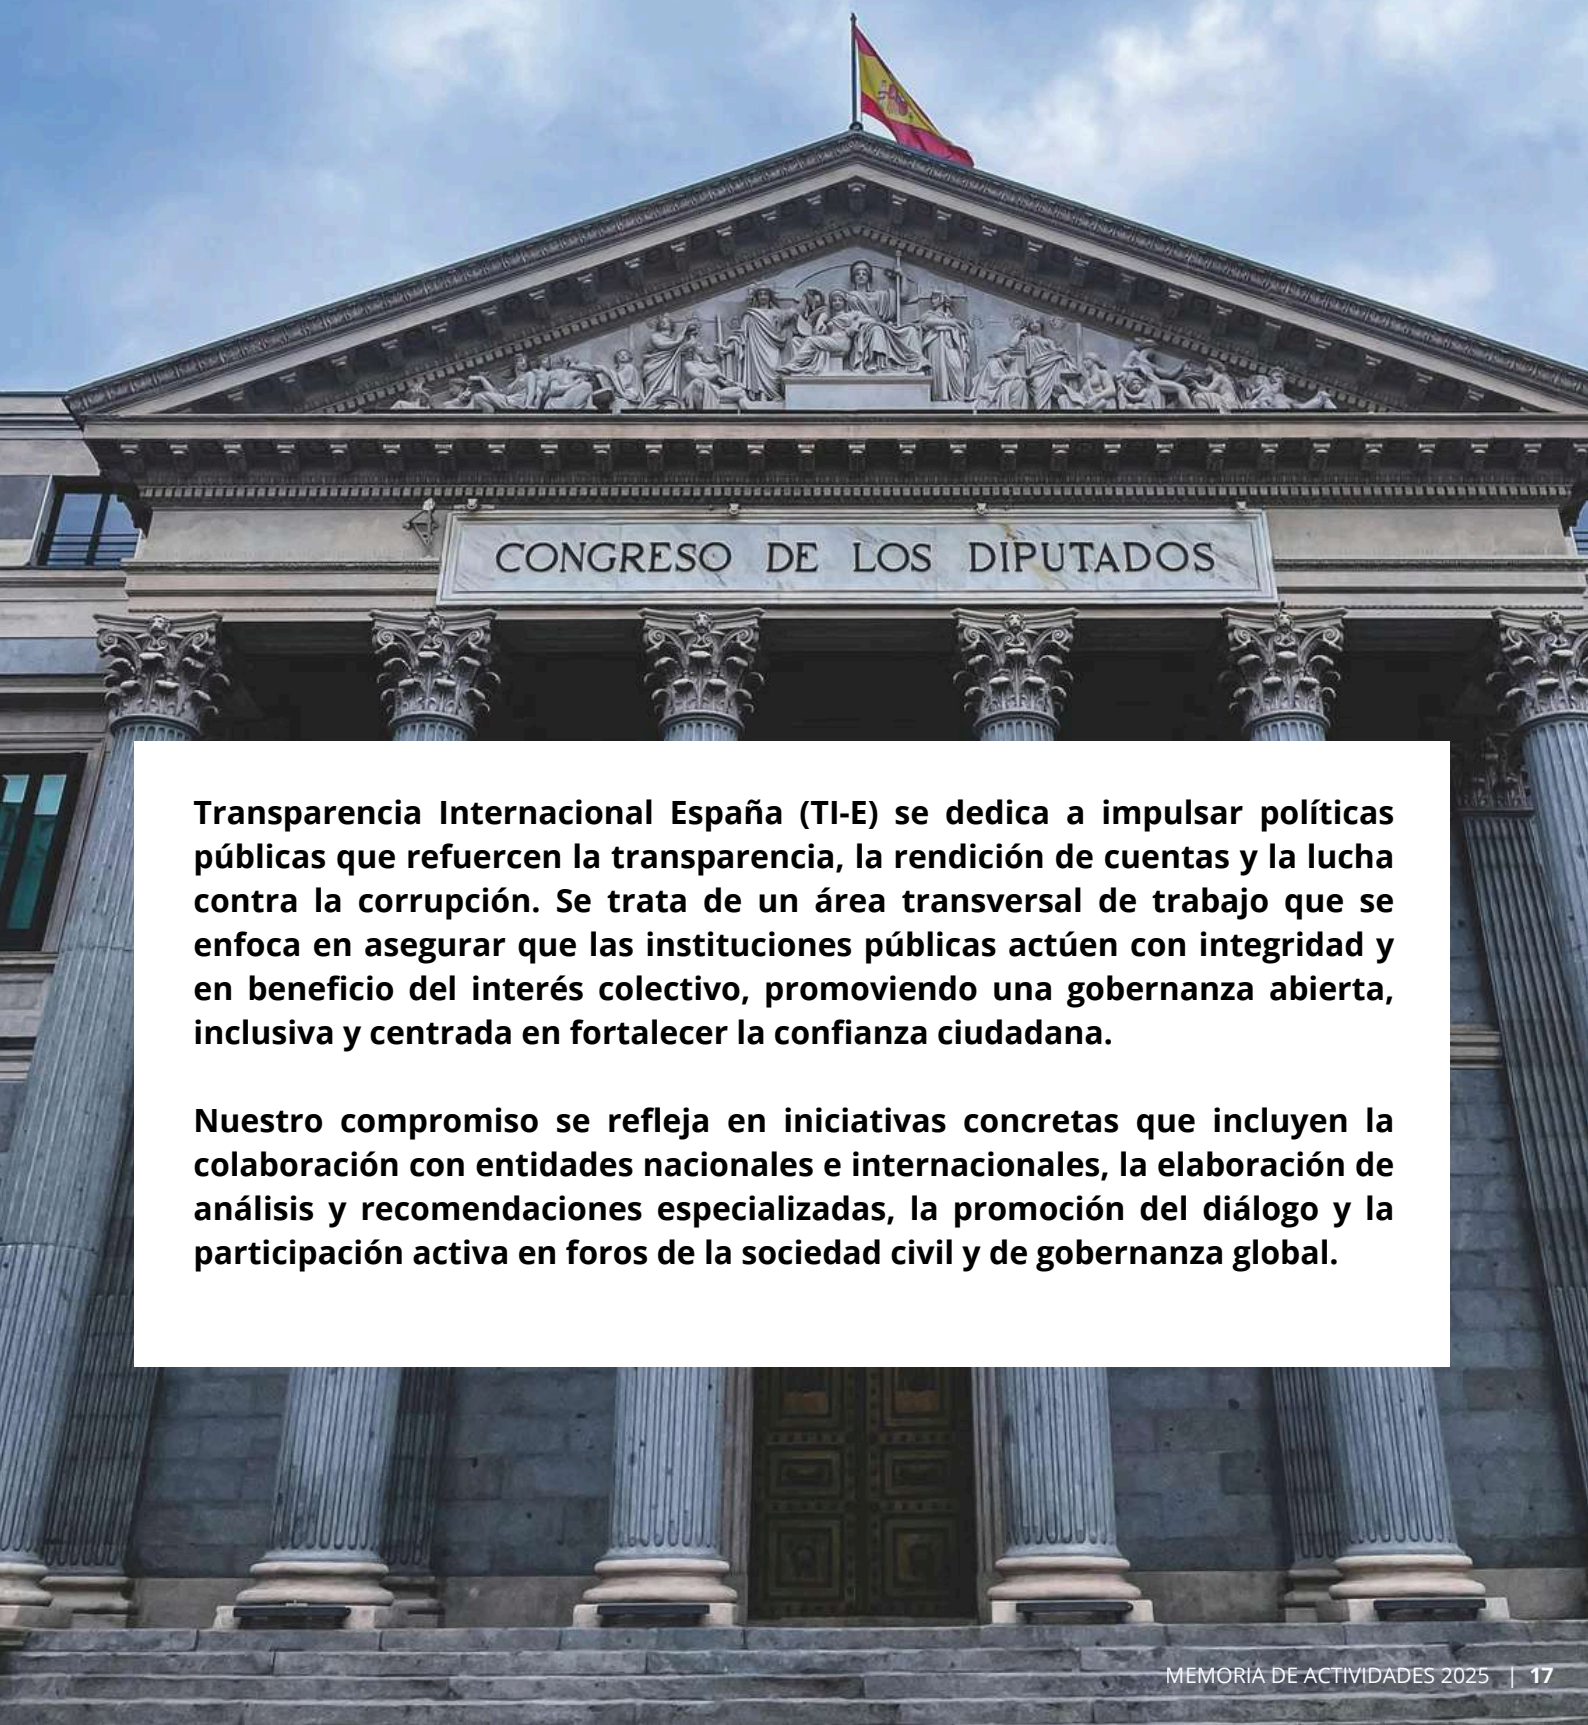 CONGRESO DE LOS DIPUTADOS
Transparencia Internacional España (TI-E) se dedica a impulsar políticas
públicas que refuercen la transparencia, la rendición de cuentas y la lucha
contra la corrupción. Se trata de un área transversal de trabajo que se
enfoca en asegurar que las instituciones públicas actúen con integridad y
en beneficio del interés colectivo, promoviendo una gobernanza abierta,
inclusiva y centrada en fortalecer la confianza ciudadana.
Nuestro compromiso se refleja en iniciativas concretas que incluyen la
colaboración con entidades nacionales e internacionales, la elaboración de
análisis y recomendaciones especializadas, la promoción del diálogo y la
participación activa en foros de la sociedad civil y de gobernanza global.
MEMORIA DE ACTIVIDADES 2025 | 17